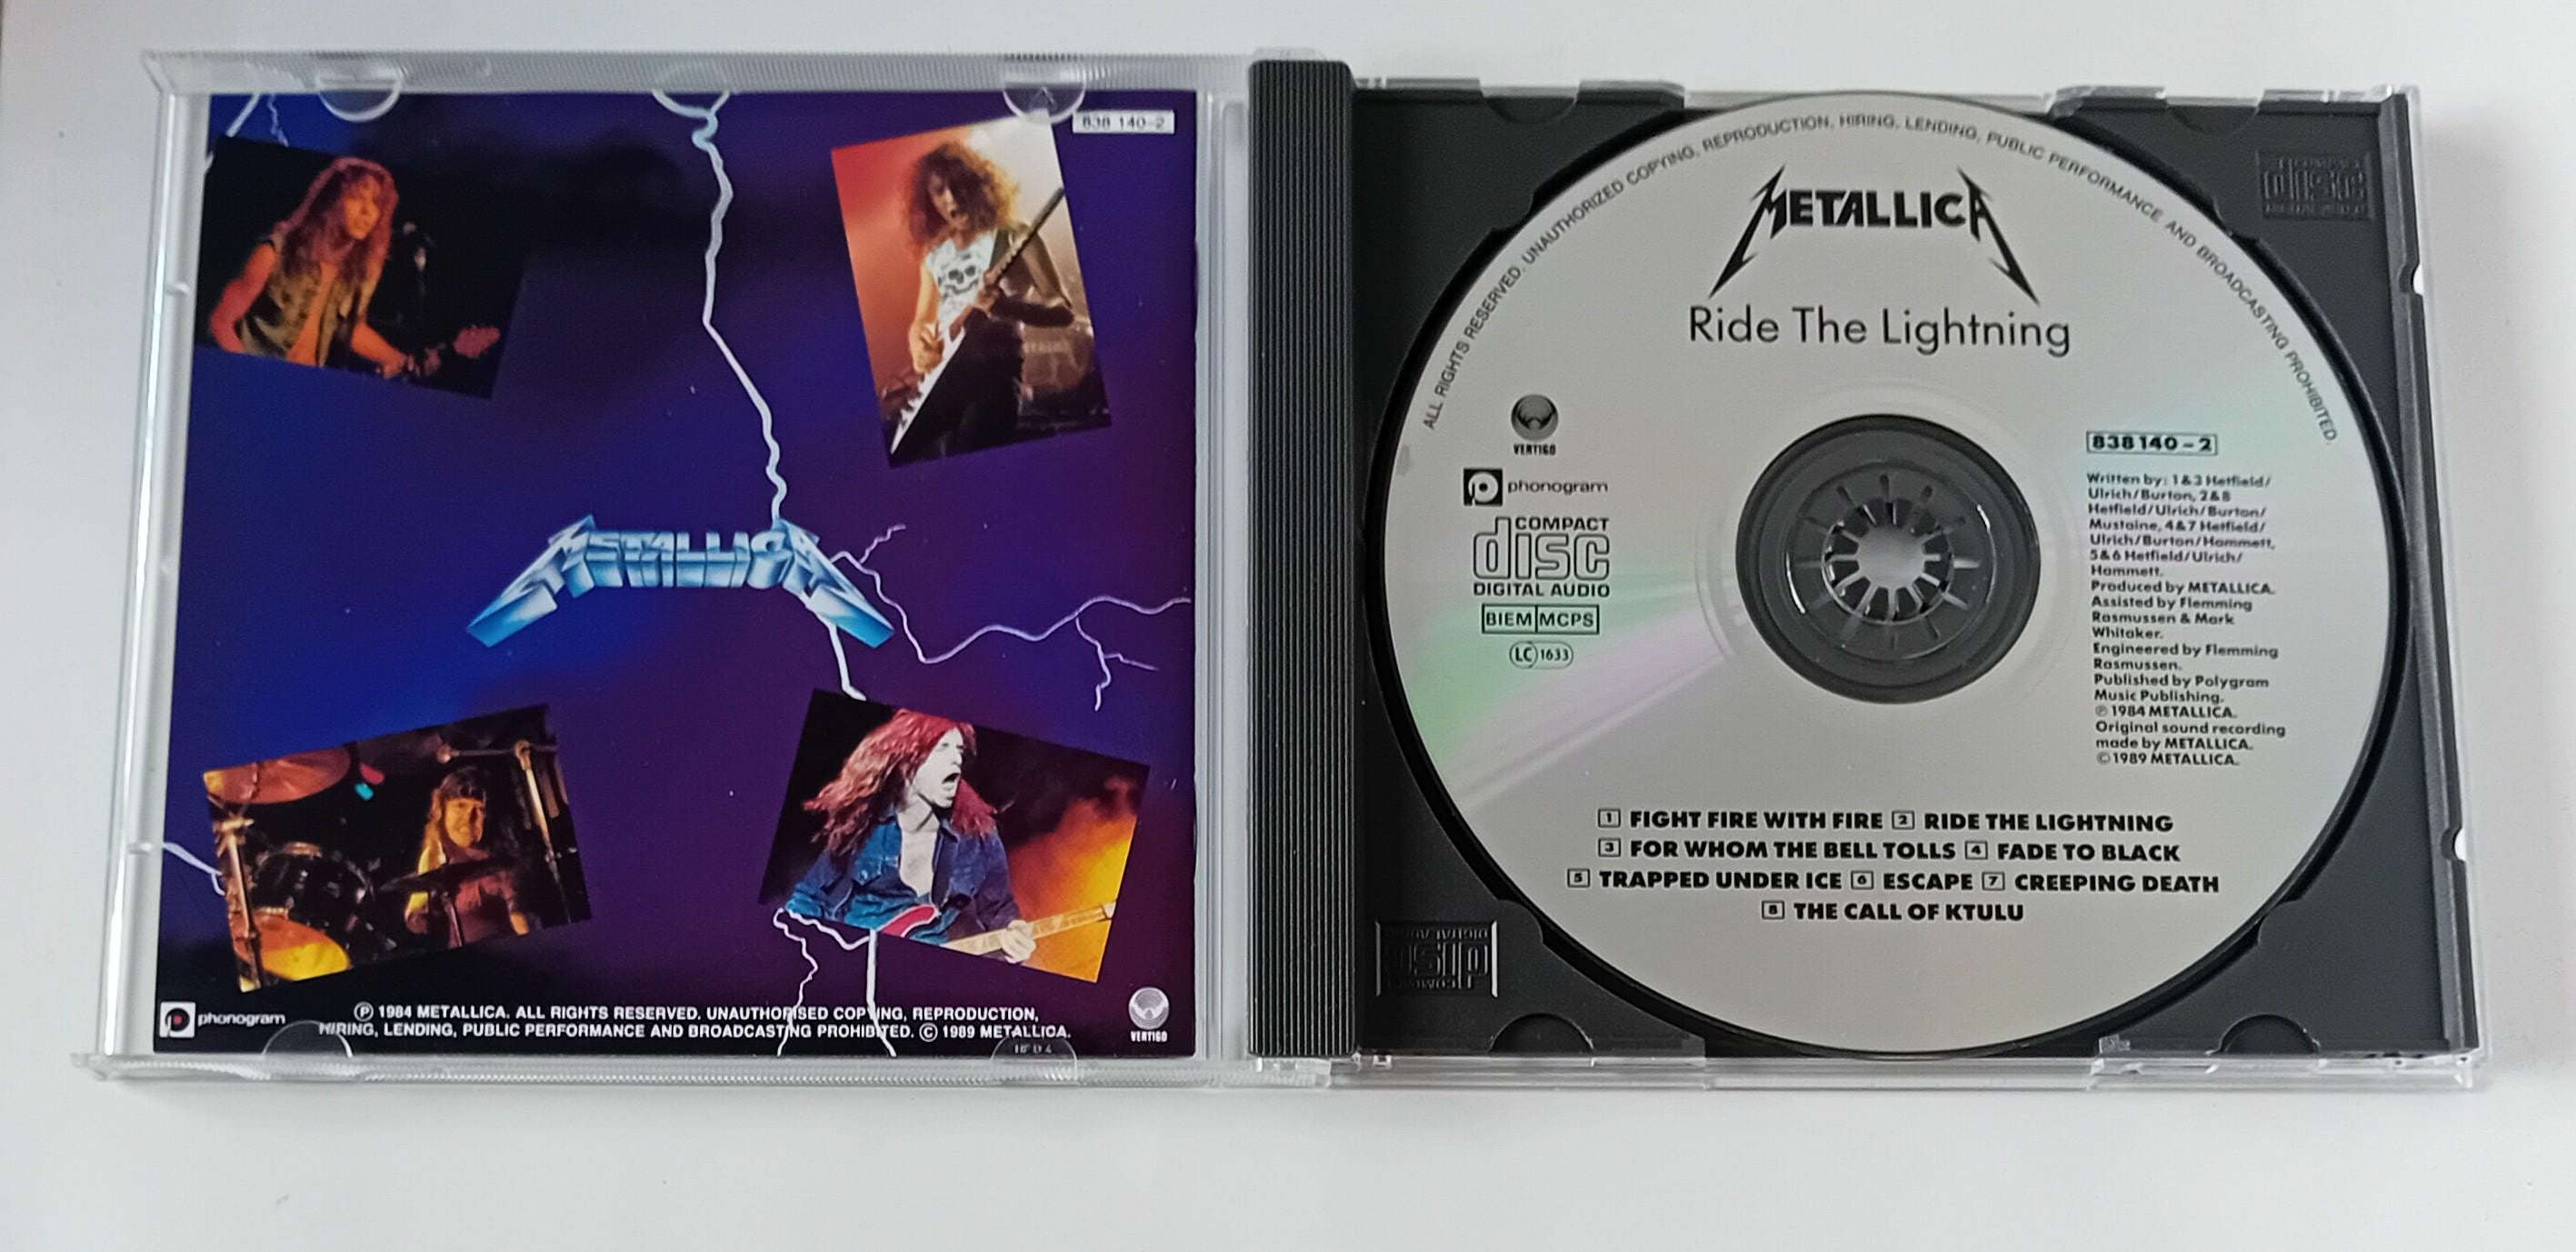 838 140-2
METALLICA
phonogram
℗ 1984 METALLICA. ALL RIGHTS RESERVED. UNAUTHORISED COPYING, REPRODUCTION,
HIRING, LENDING, PUBLIC PERFORMANCE AND BROADCASTING PROHIBITED. © 1989 METALLICA.
VERTIGO
ALL RIGHTS RESERVED. UNAUTHORIZED COPYING, REPRODUCTION, HIRING, LENDING, PUBLIC PERFORMANCE AND BROADCASTING PROHIBITED.
METALLICA
Ride The Lightning
VERTIGO
phonogram
COMPACT
disc
DIGITAL AUDIO
BIEM MCPS
LC 1633
838 140-2
Written by: 1 & 3 Hetfield/
Ulrich/Burton, 2 & 8
Hetfield/Ulrich/Burton/
Mustaine, 4 & 7 Hetfield/
Ulrich/Burton/Hammett,
5 & 6 Hetfield/Ulrich/
Hammett.
Produced by METALLICA.
Assisted by Flemming
Rasmussen & Mark
Whitaker.
Engineered by Flemming
Rasmussen.
Published by Polygram
Music Publishing.
℗ 1984 METALLICA.
Original sound recording
made by METALLICA.
© 1989 METALLICA.
1 FIGHT FIRE WITH FIRE 2 RIDE THE LIGHTNING
3 FOR WHOM THE BELL TOLLS 4 FADE TO BLACK
5 TRAPPED UNDER ICE 6 ESCAPE 7 CREEPING DEATH
8 THE CALL OF KTULU
disc
COMPACT
disc